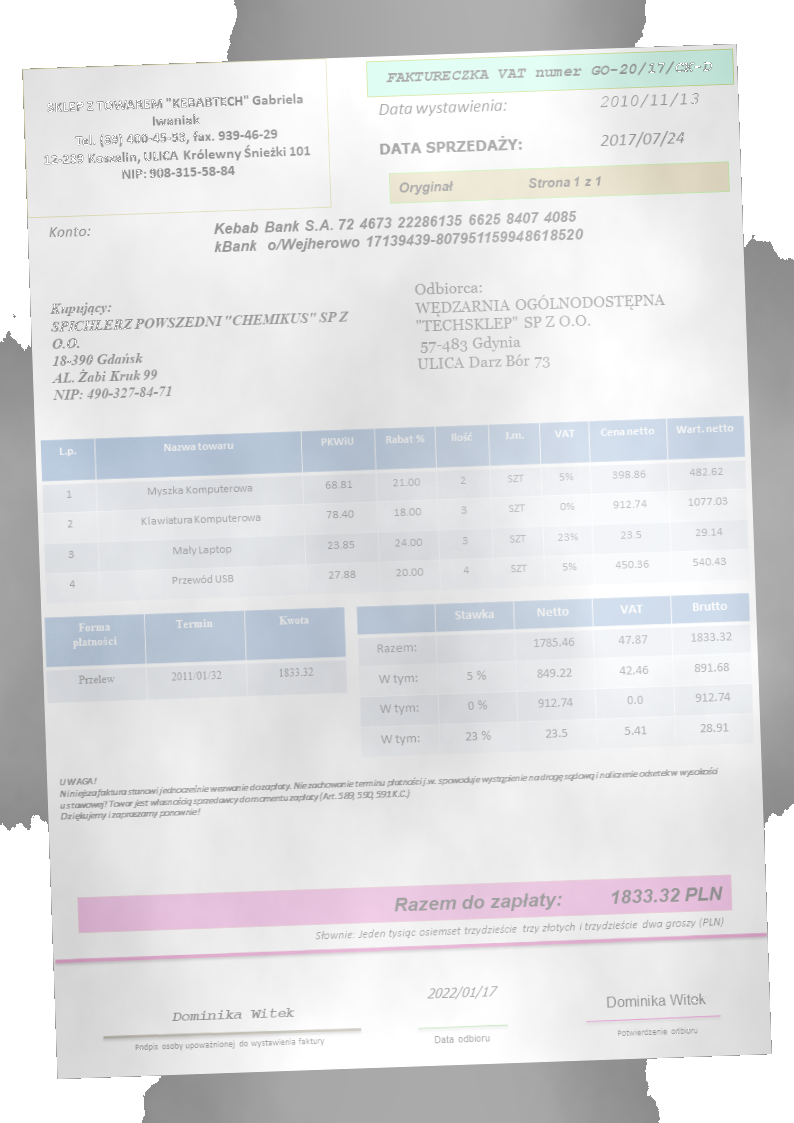 SKLEP Z TOWAREM "KEBABTECH" Gabriela
Iwaniak
Tel. (39) 400-45-93, fax. 939-46-29
Koszelin, ULICA Królewny Śnieżki 101
NIP: 908-315-58-84
FAKTURECZKA VAT numer
Data wystawienia: 2010/11/13
DATA SPRZEDAŻY: 2017/07/24
Oryginał Strona 1 z 1
Konto: Kebab Bank S.A. 72 4673 22286135 6625 8407 4085
kBank o/Wejherowo 17139439-807951159948618520
Kupujący:
SPICHLERZ POWSZEDNI "CHEMIKUS" SP Z
O.O.
18-390 Gdańsk
AL. Żabi Kruk 99
NIP: 490-327-84-71
Odbiorca:
WĘDZARNIA OGÓLNODOSTĘPNA
"TECHSKLEP" SP Z O.O.
57-483 Gdynia
ULICA Darz Bór 73
L.p. Nazwa towaru PKWiU Rabat % Ilość J.m. VAT Cena netto Wart. netto
1 Myszka Komputerowa 68.81 21.00 2 SZT 5% 398.86 482.62
2 Klawiatura Komputerowa 78.40 18.00 3 SZT 0% 912.74 1077.03
3 Mały Laptop 23.85 24.00 3 SZT 23% 23.5 29.14
4 Przewód USB 27.88 20.00 4 SZT 5% 450.36 540.43
Forma płatności Termin Kwota
Przelew 2011/01/32 1833.32
Stawka Netto VAT Brutto
Razem: 1785.46 47.87 1833.32
W tym: 5 % 849.22 42.46 891.68
W tym: 0 % 912.74 0.0 912.74
W tym: 23 % 23.5 5.41 28.91
UWAGA!
Niniejsza faktura stanowi jednocześnie wezwanie do zapłaty. Nie zachowanie terminu płatności j.w. spowoduje wystąpienie na drogę sądową i naliczenie odsetek w wysokości
ustawowej! Towar jest własnością sprzedawcy do momentu zapłaty (Art. 589, 590, 591 K.C.)
Dziękujemy i zapraszamy ponownie!
Razem do zapłaty: 1833.32 PLN
Słownie: Jeden tysiąc osiemset trzydzieście trzy złotych i trzydzieście dwa groszy (PLN)
Dominika Witek
Podpis osoby upoważnionej do wystawienia faktury
2022/01/17
Data odbioru
Dominika Witek
Potwierdzenie odbioru